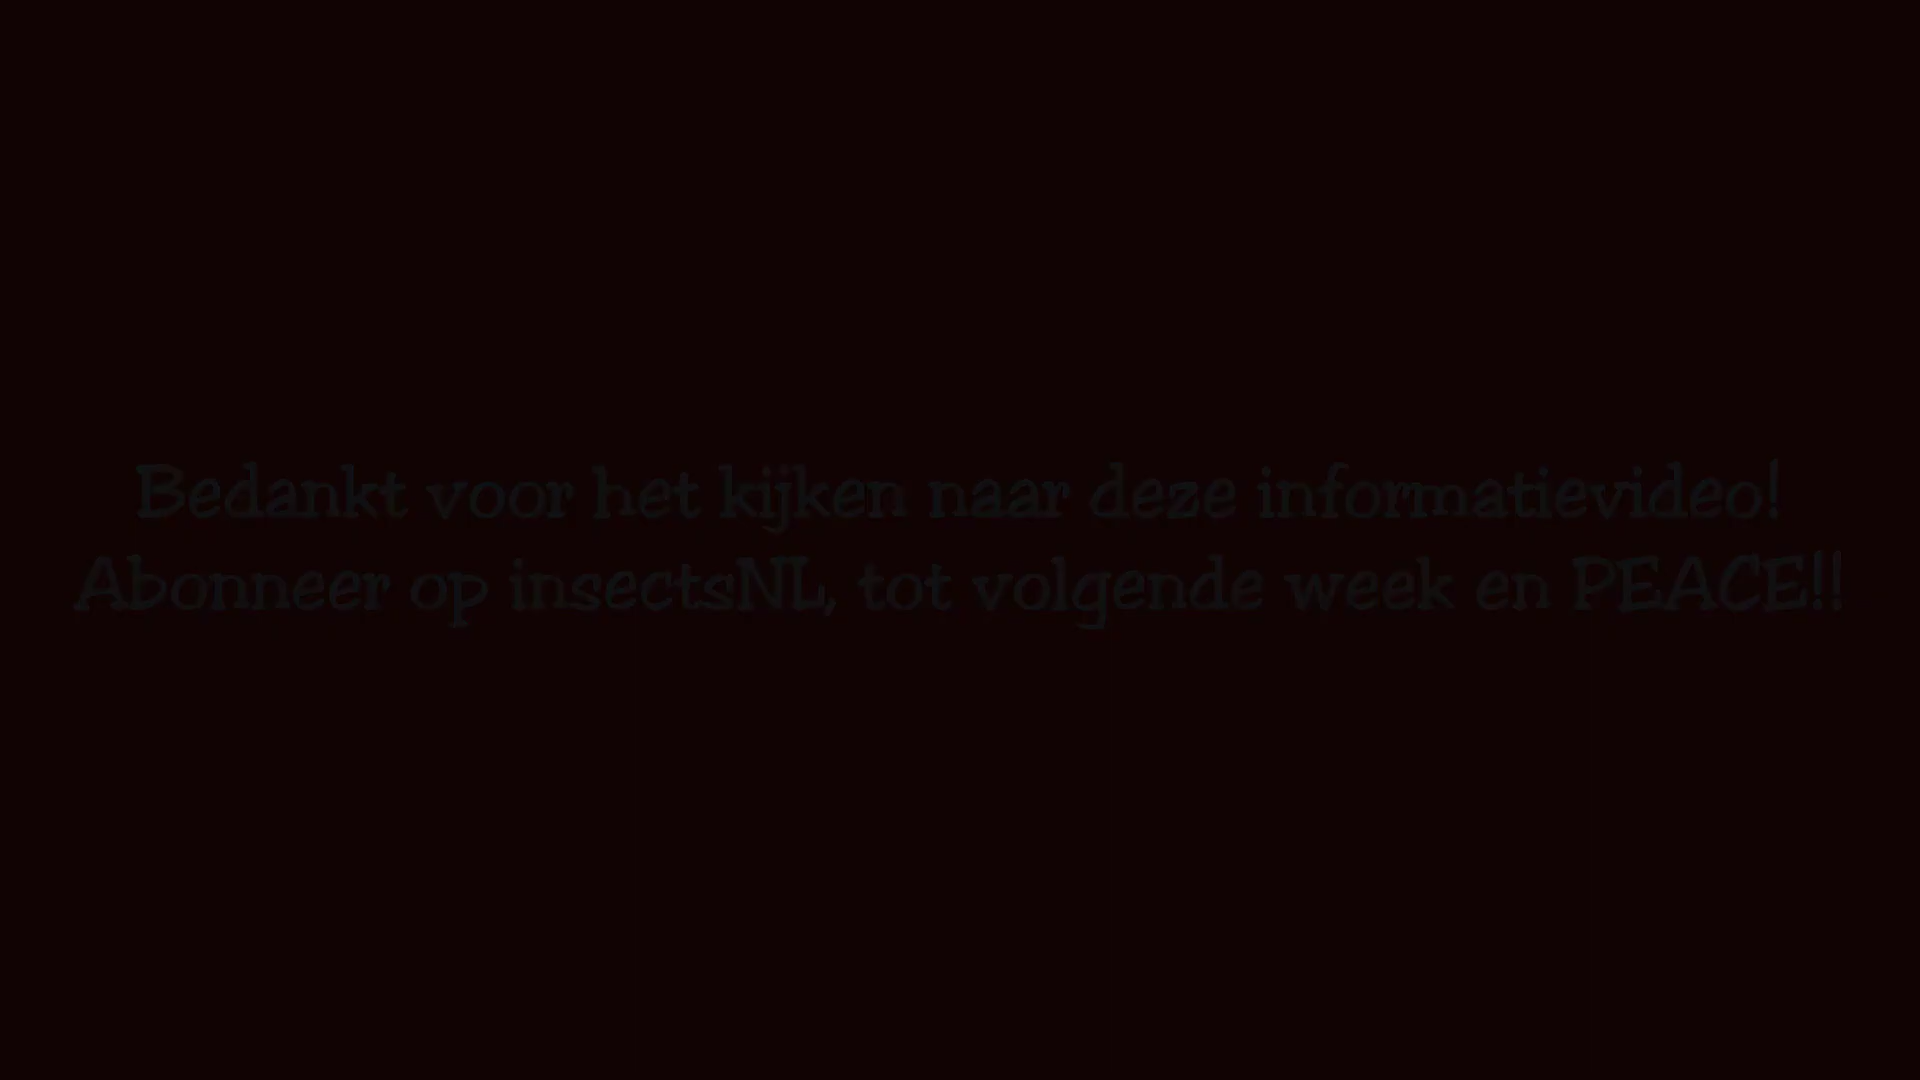 Bedankt voor het kijken naar deze informatievideo!
Abonneer op insectsNL, tot volgende week en PEACE!!